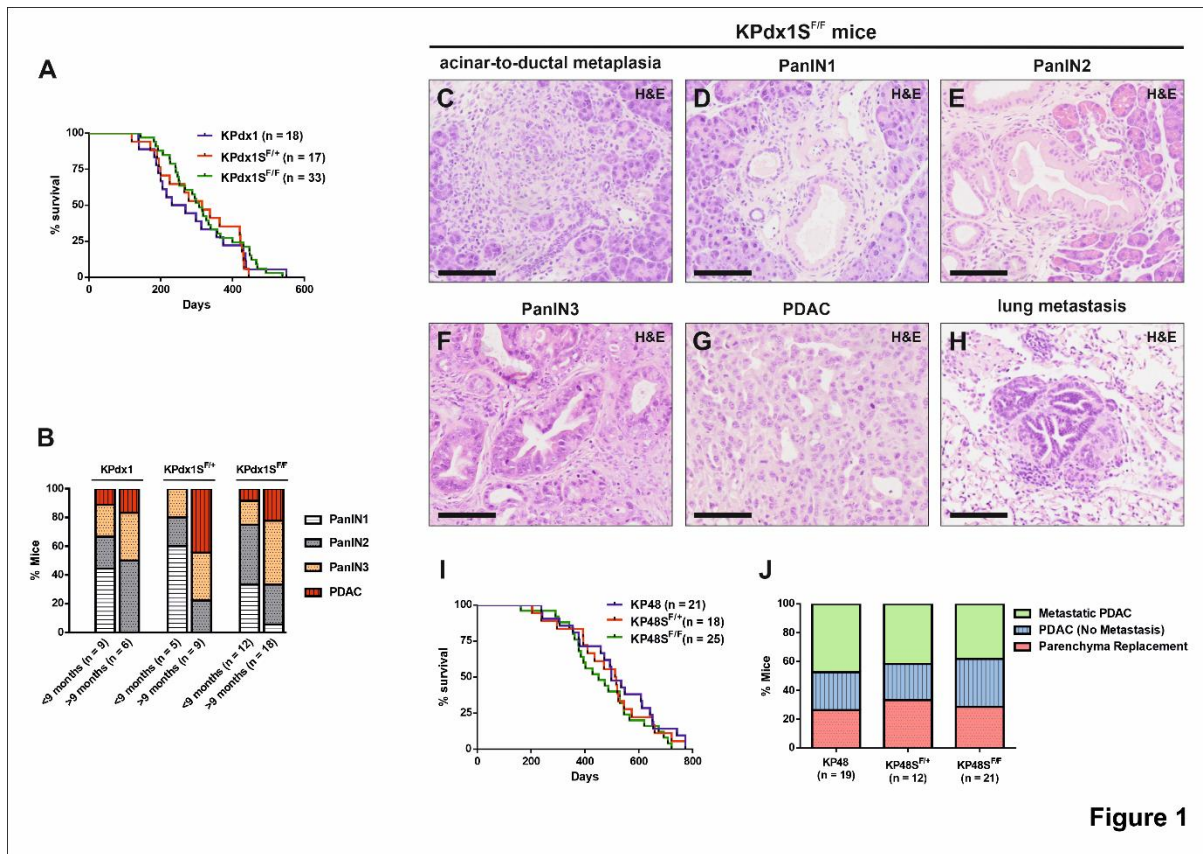 KPdx1S^F/F mice
A
KPdx1 (n = 18)
KPdx1S^F/+ (n = 17)
KPdx1S^F/F (n = 33)
100
75
50
25
0
% survival
0 200 400 600
Days
acinar-to-ductal metaplasia
C
H&E
PanIN1
D
H&E
PanIN2
E
H&E
PanIN3
F
H&E
PDAC
G
H&E
lung metastasis
H
H&E
B
KPdx1 KPdx1S^F/+ KPdx1S^F/F
100
80
60
40
20
0
% Mice
<9 months (n = 9)
>9 months (n = 6)
<9 months (n = 5)
>9 months (n = 9)
<9 months (n = 12)
>9 months (n = 18)
PanIN1
PanIN2
PanIN3
PDAC
I
KP48 (n = 21)
KP48S^F/+ (n = 18)
KP48S^F/F (n = 25)
100
75
50
25
0
% survival
0 200 400 600 800
Days
J
100
80
60
40
20
0
% Mice
KP48 KP48S^F/+ KP48S^F/F
(n = 19) (n = 12) (n = 21)
Metastatic PDAC
PDAC (No Metastasis)
Parenchyma Replacement
Figure 1